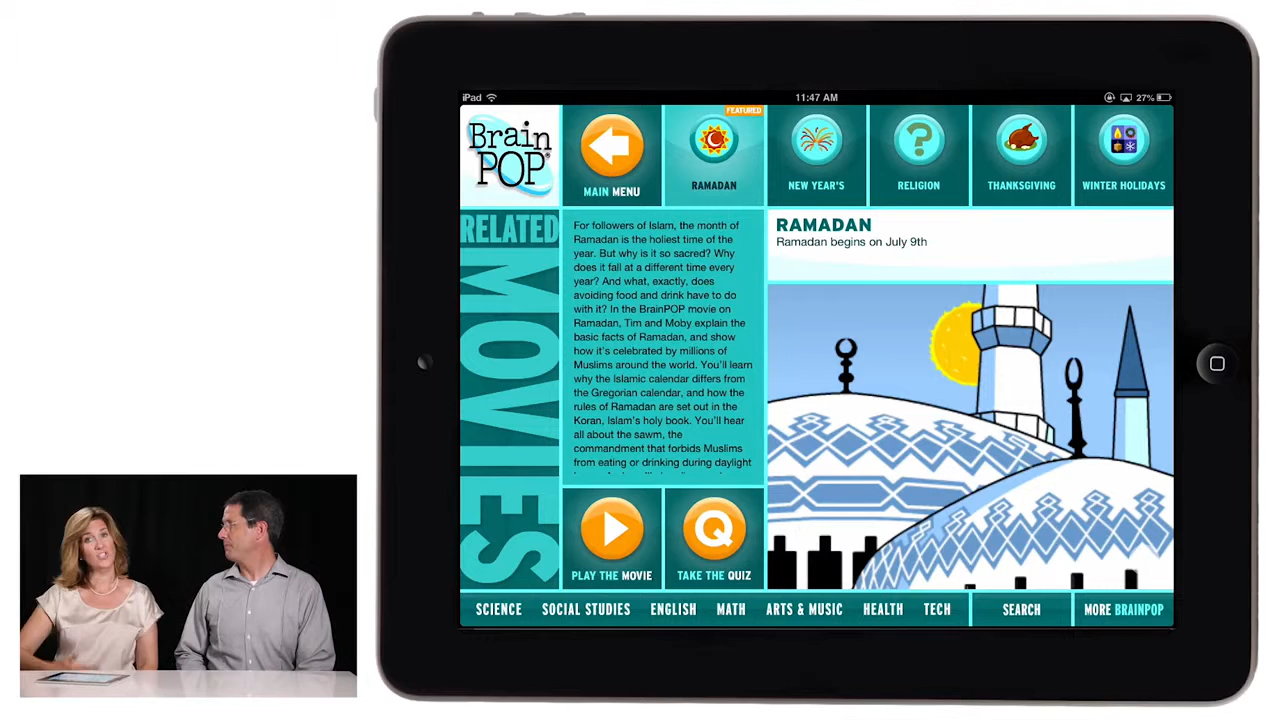 iPad
11:47 AM
27%
Brain
POP®
MAIN MENU
FEATURED
RAMADAN
NEW YEAR'S
?
RELIGION
THANKSGIVING
WINTER HOLIDAYS
RELATED
MOVIES
For followers of Islam, the month of
Ramadan is the holiest time of the
year. But why is it so sacred? Why
does it fall at a different time every
year? And what, exactly, does
avoiding food and drink have to do
with it? In the BrainPOP movie on
Ramadan, Tim and Moby explain the
basic facts of Ramadan, and show
how it's celebrated by millions of
Muslims around the world. You'll learn
why the Islamic calendar differs from
the Gregorian calendar, and how the
rules of Ramadan are set out in the
Koran, Islam's holy book. You'll hear
all about the sawm, the
commandment that forbids Muslims
from eating or drinking during daylight
RAMADAN
Ramadan begins on July 9th
PLAY THE MOVIE
Q
TAKE THE QUIZ
SCIENCE
SOCIAL STUDIES
ENGLISH
MATH
ARTS & MUSIC
HEALTH
TECH
SEARCH
MORE BRAINPOP